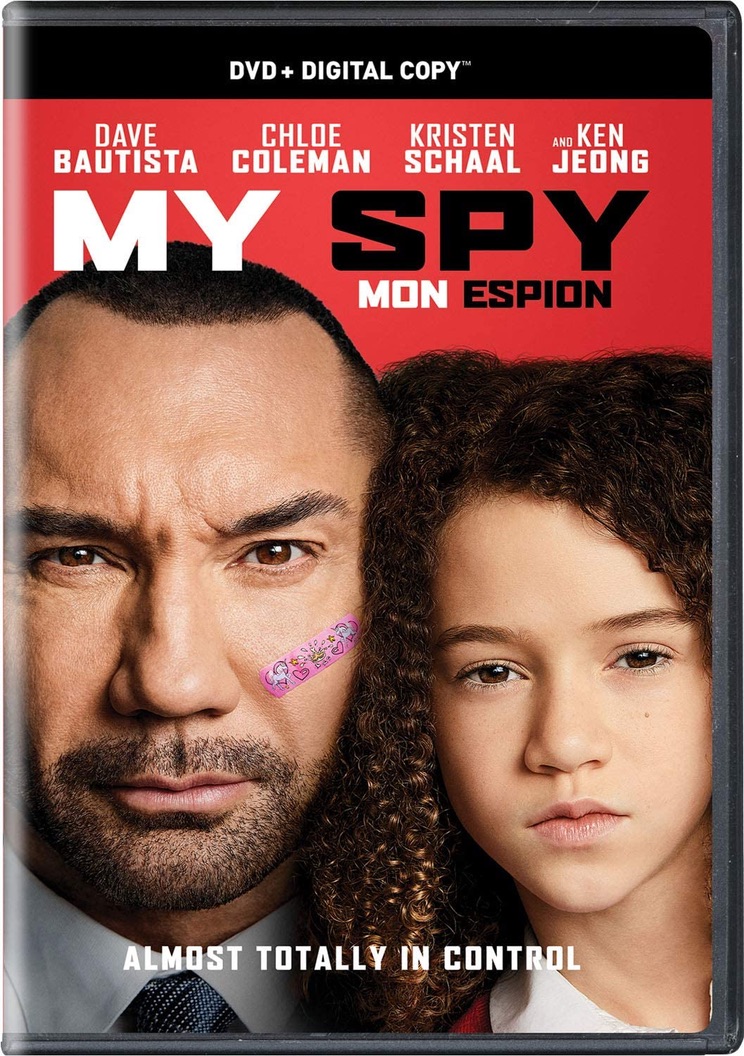 DVD + DIGITAL COPY™
DAVE BAUTISTA
CHLOE COLEMAN
KRISTEN SCHAAL
AND KEN JEONG
MY SPY
MON ESPION
ALMOST TOTALLY IN CONTROL